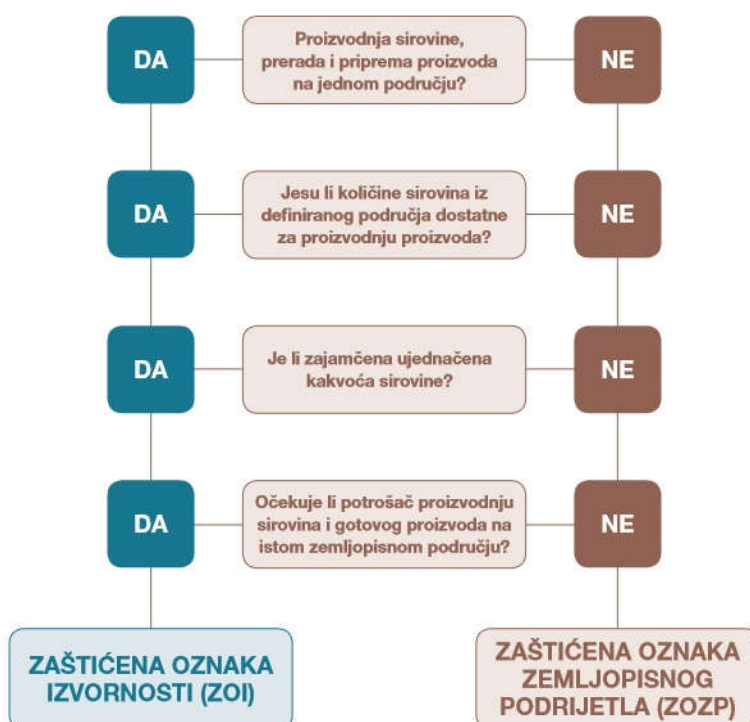 DA
Proizvodnja sirovine,
prerada i priprema proizvoda
na jednom području?
NE
DA
Jesu li količine sirovina iz
definiranog područja dostatne
za proizvodnju proizvoda?
NE
DA
Je li zajamčena ujednačena
kakvoća sirovine?
NE
DA
Očekuje li potrošač proizvodnju
sirovina i gotovog proizvoda na
istom zemljopisnom području?
NE
ZAŠTIĆENA OZNAKA
IZVORNOSTI (ZOI)
ZAŠTIĆENA OZNAKA
ZEMLJOPISNOG
PODRIJETLA (ZOZP)